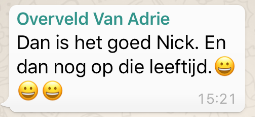 Overveld Van Adrie
Dan is het goed Nick. En
dan nog op die leeftijd.😀
😀😀
15:21